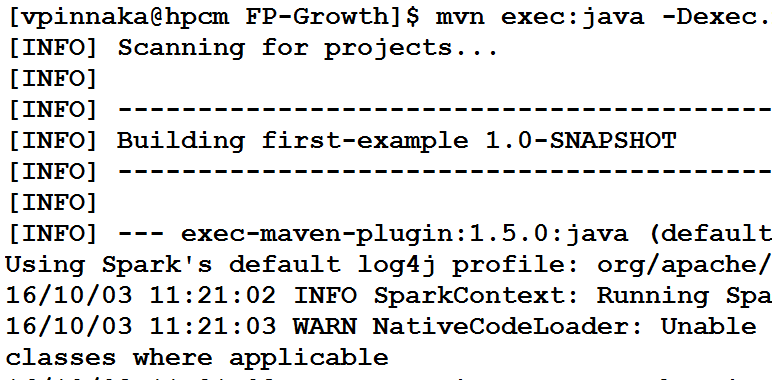 [vpinnaka@hpcm FP-Growth]$ mvn exec:java -Dexec.
[INFO] Scanning for projects...
[INFO]
[INFO] -----------------------------------------
[INFO] Building first-example 1.0-SNAPSHOT
[INFO] -----------------------------------------
[INFO]
[INFO] --- exec-maven-plugin:1.5.0:java (default
Using Spark's default log4j profile: org/apache/
16/10/03 11:21:02 INFO SparkContext: Running Spa
16/10/03 11:21:03 WARN NativeCodeLoader: Unable
classes where applicable